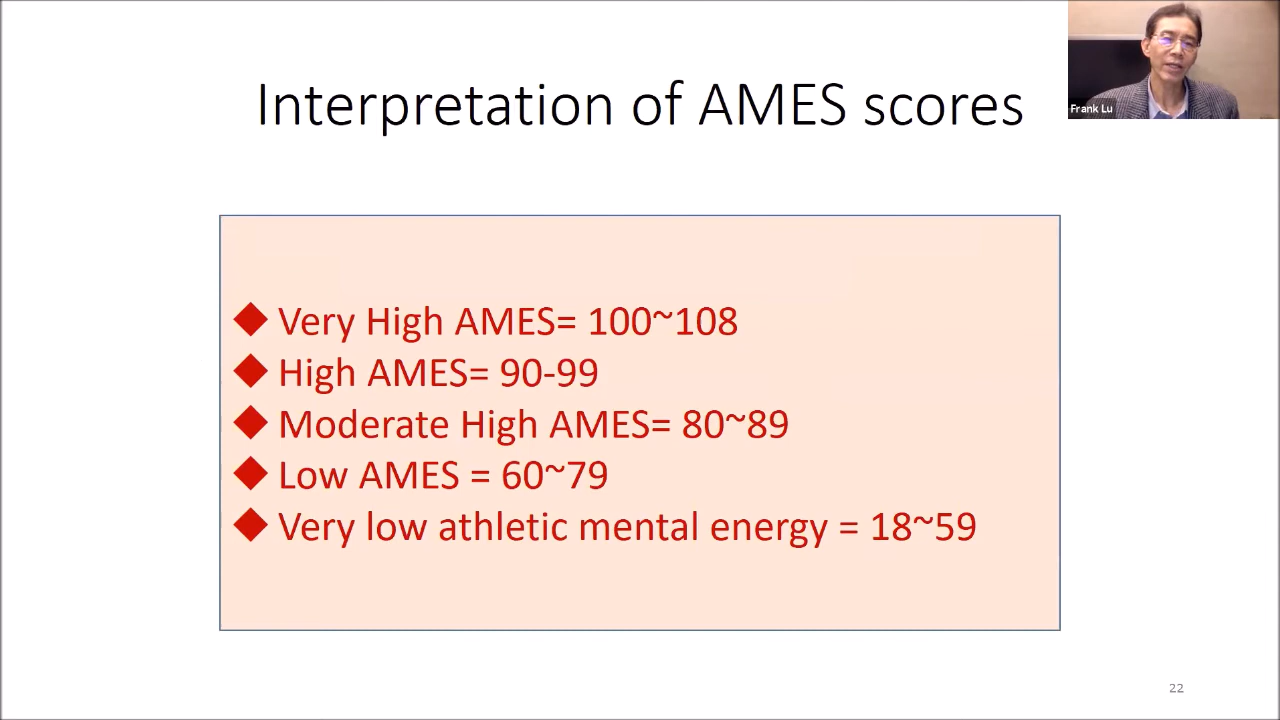 Interpretation of AMES scores
Frank Lu
◆ Very High AMES= 100~108
◆ High AMES= 90-99
◆ Moderate High AMES= 80~89
◆ Low AMES = 60~79
◆ Very low athletic mental energy = 18~59
22